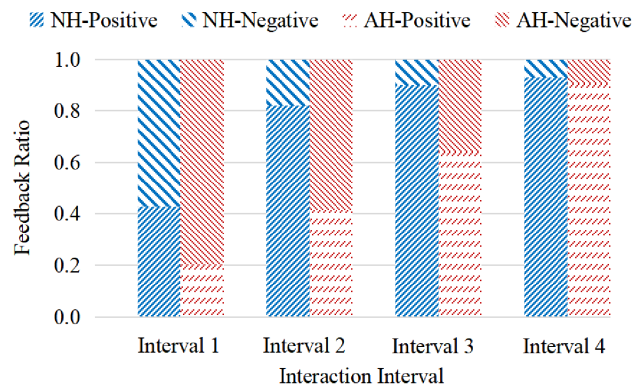 NH-Positive NH-Negative AH-Positive AH-Negative
1.0
0.8
0.6
0.4
0.2
0.0
Feedback Ratio
Interval 1 Interval 2 Interval 3 Interval 4
Interaction Interval